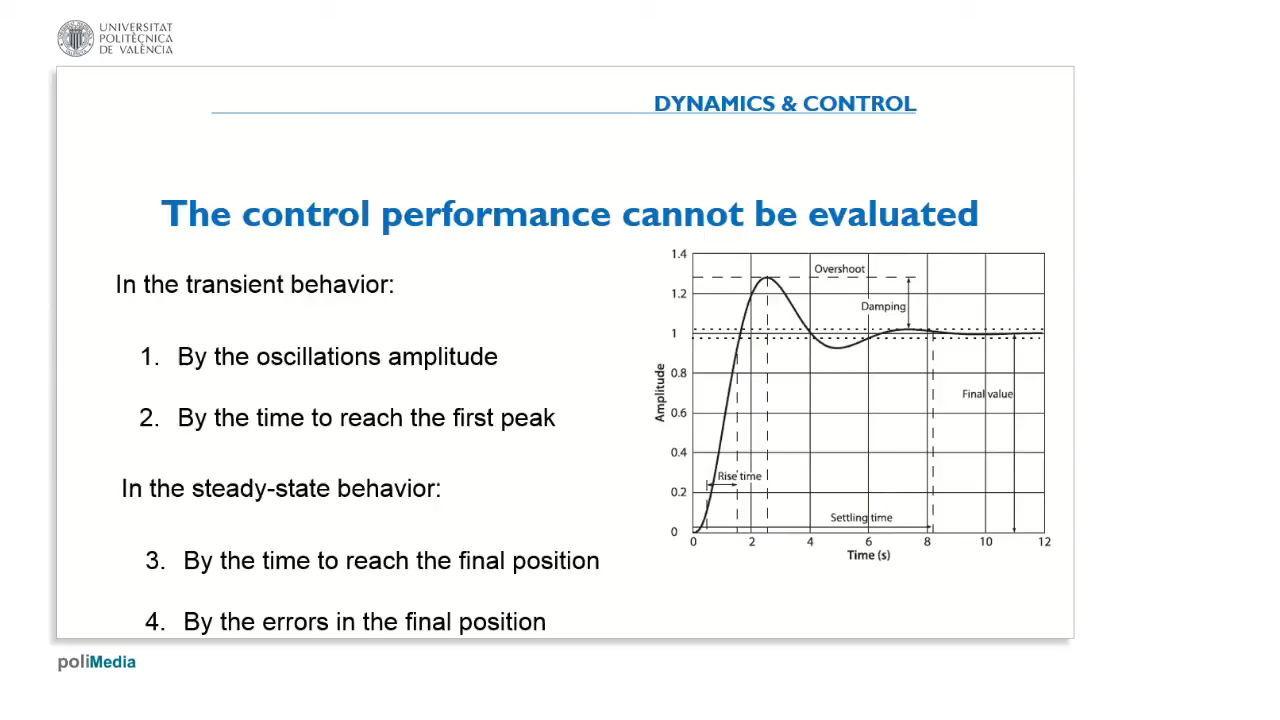 UNIVERSITAT
POLITÈCNICA
DE VALÈNCIA
DYNAMICS & CONTROL
The control performance cannot be evaluated
In the transient behavior:
1. By the oscillations amplitude
2. By the time to reach the first peak
In the steady-state behavior:
3. By the time to reach the final position
4. By the errors in the final position
1.4
1.2
1
0.8
0.6
0.4
0.2
0
Amplitude
Overshoot
Damping
Final value
Rise time
Settling time
0 2 4 6 8 10 12
Time (s)
poliMedia